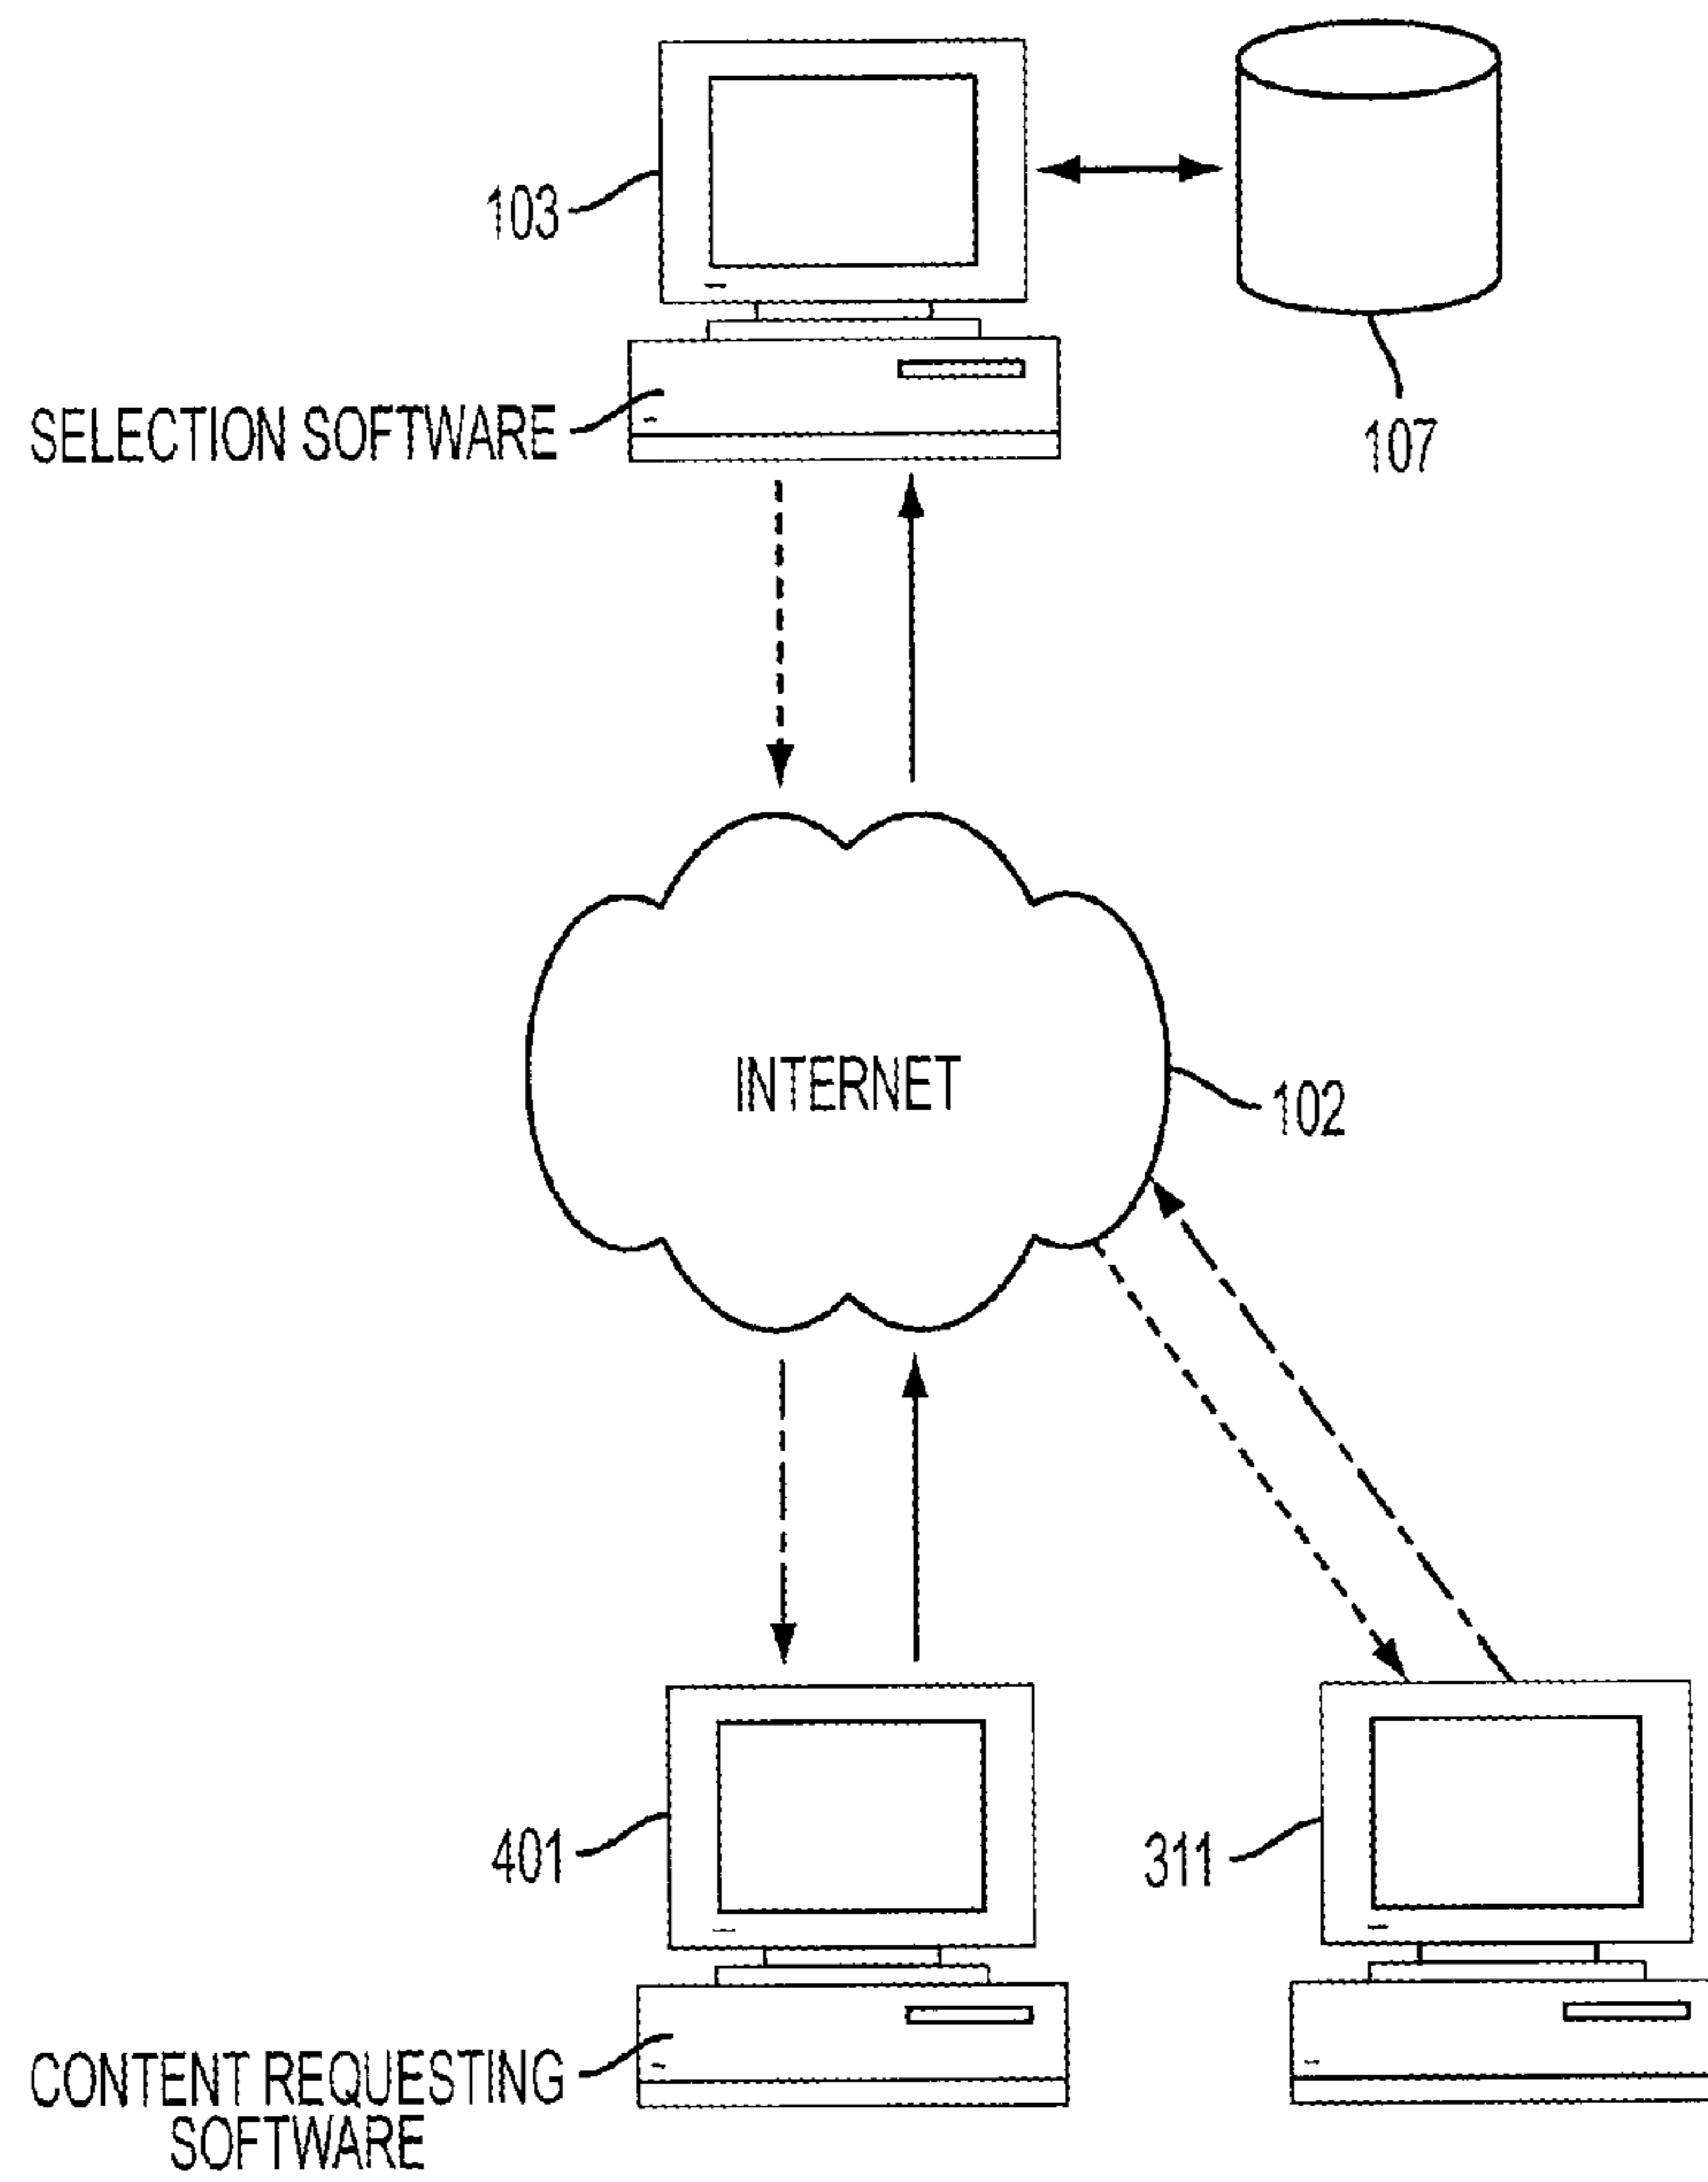 103
SELECTION SOFTWARE
107
INTERNET
102
401
311
CONTENT REQUESTING
SOFTWARE